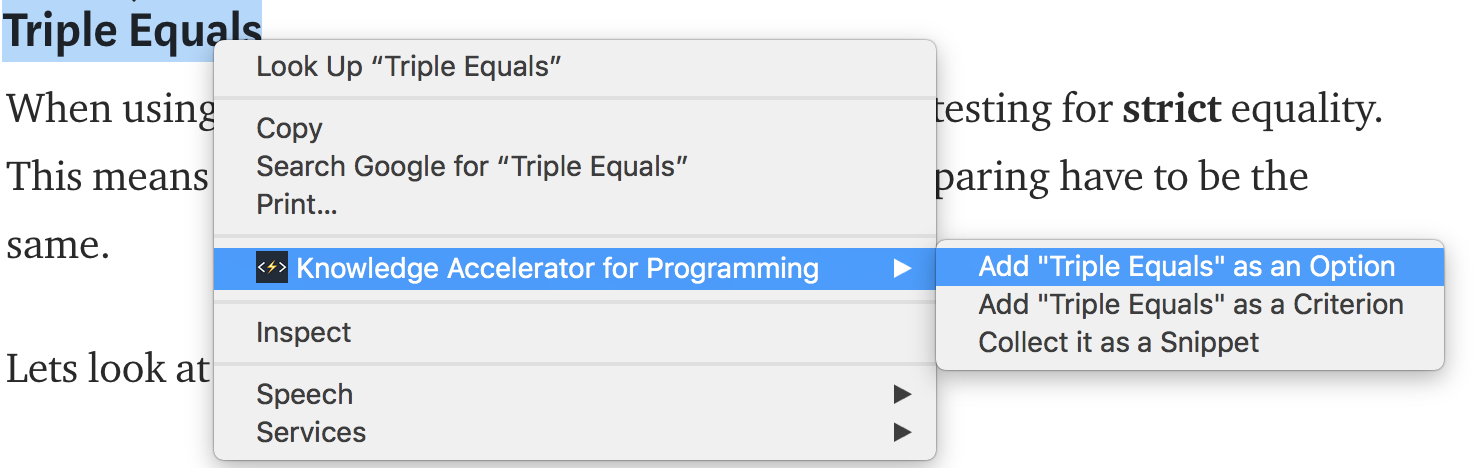 Triple Equals
Look Up “Triple Equals”
When using
testing for strict equality.
Copy
Search Google for “Triple Equals”
This means
paring have to be the
Print...
same.
<⚡> Knowledge Accelerator for Programming ▶
Add "Triple Equals" as an Option
Add "Triple Equals" as a Criterion
Collect it as a Snippet
Inspect
Lets look at
Speech ▶
Services ▶